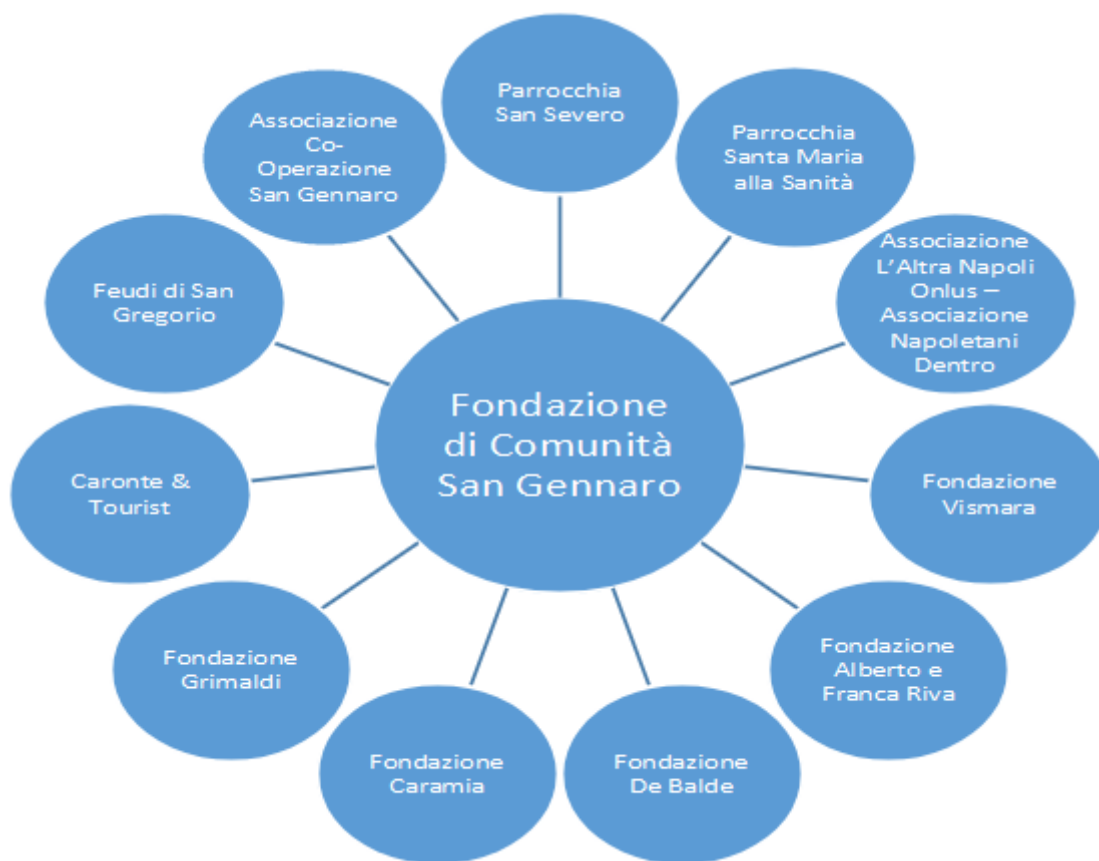 Parrocchia
San Severo
Parrocchia
Santa Maria
alla Sanità
Associazione
L’Altra Napoli
Onlus –
Associazione
Napoletani
Dentro
Fondazione
Vismara
Fondazione
Alberto e
Franca Riva
Fondazione
De Balde
Fondazione
Caramia
Fondazione
Grimaldi
Caronte &
Tourist
Feudi di San
Gregorio
Associazione
Co-
Operazione
San Gennaro
Fondazione
di Comunità
San Gennaro